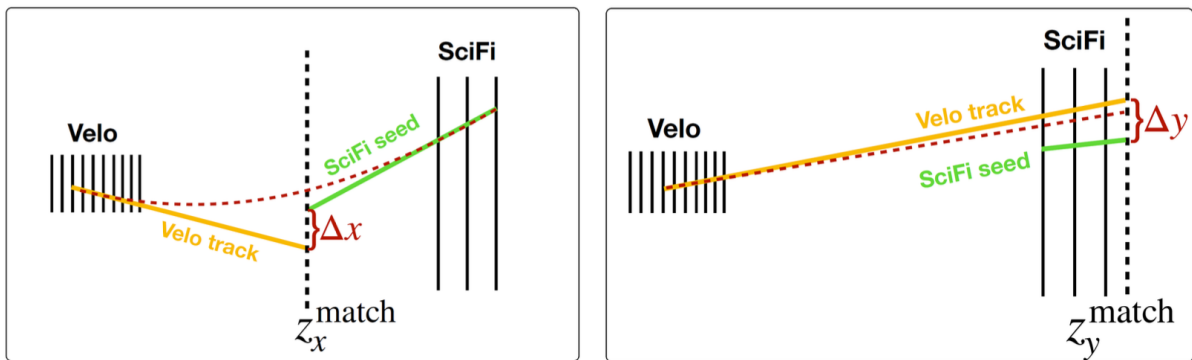 SciFi
Velo
SciFi seed
Velo track
Δx
z_x^match
SciFi
Velo
Velo track
Δy
SciFi seed
z_y^match